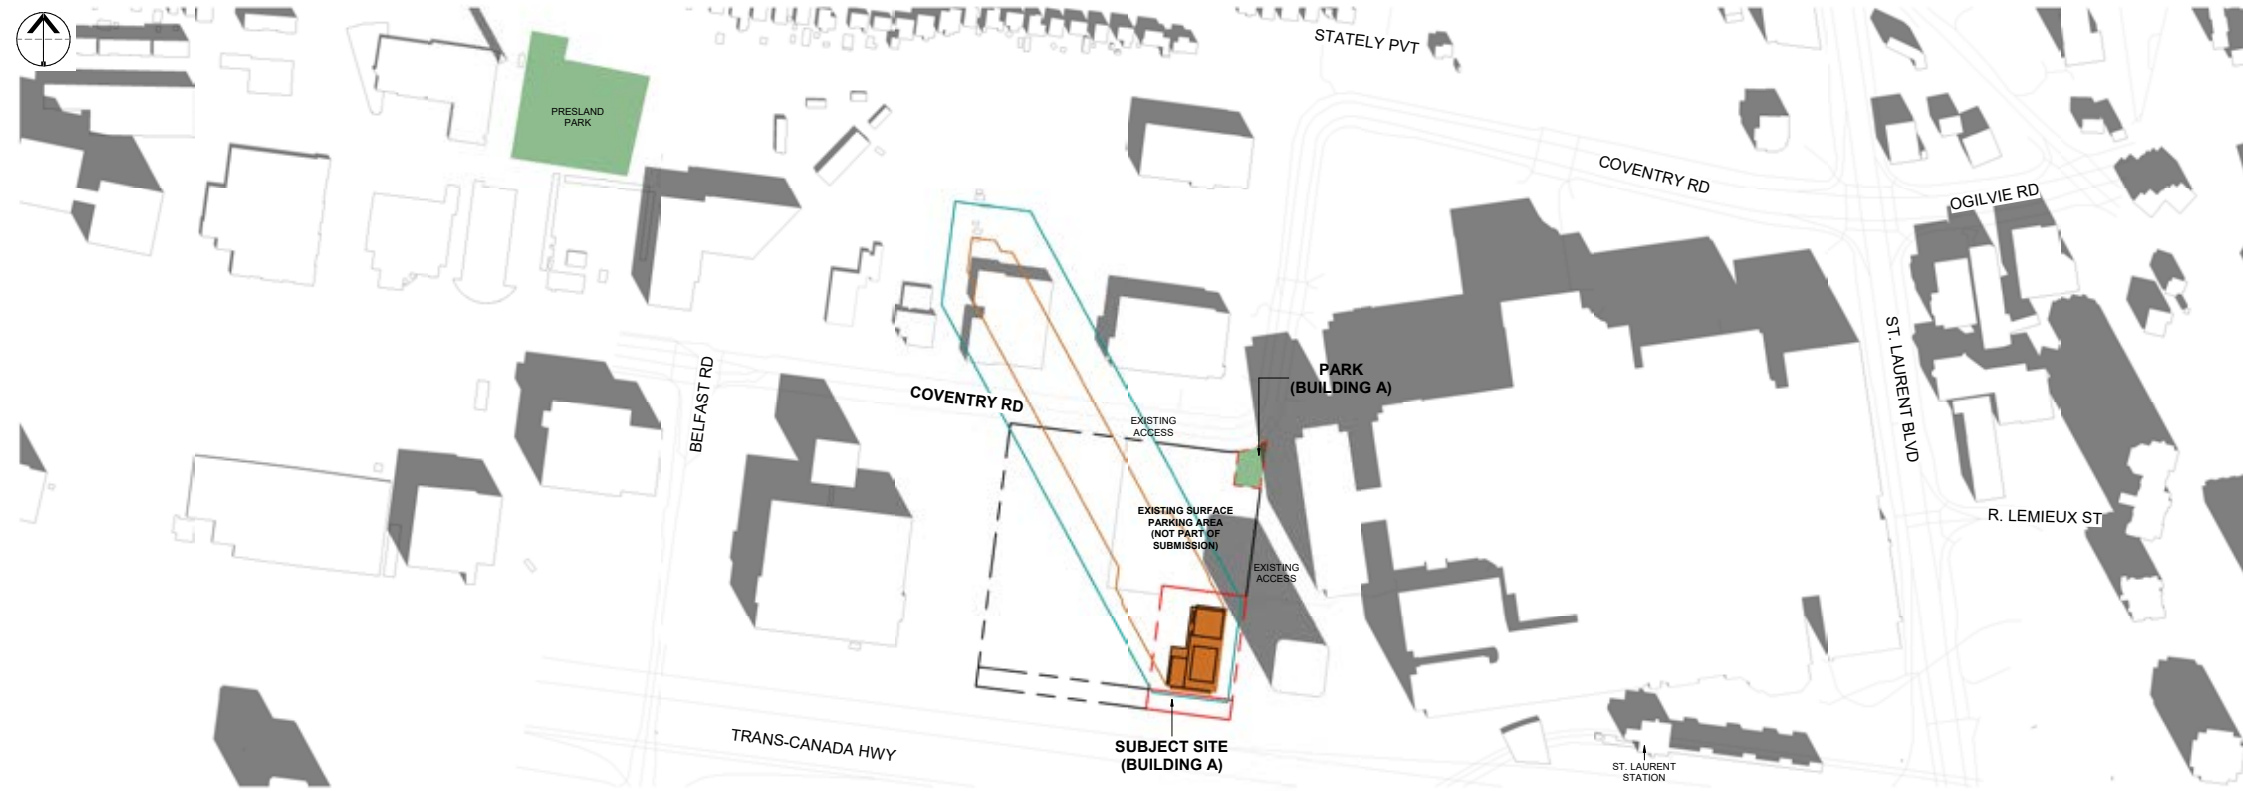 STATELY PVT
PRESLAND
PARK
COVENTRY RD
OGILVIE RD
BELFAST RD
COVENTRY RD
PARK
(BUILDING A)
EXISTING
ACCESS
ST. LAURENT BLVD
EXISTING SURFACE
PARKING AREA
(NOT PART OF
SUBMISSION)
R. LEMIEUX ST
EXISTING
ACCESS
TRANS-CANADA HWY
SUBJECT SITE
(BUILDING A)
ST. LAURENT
STATION